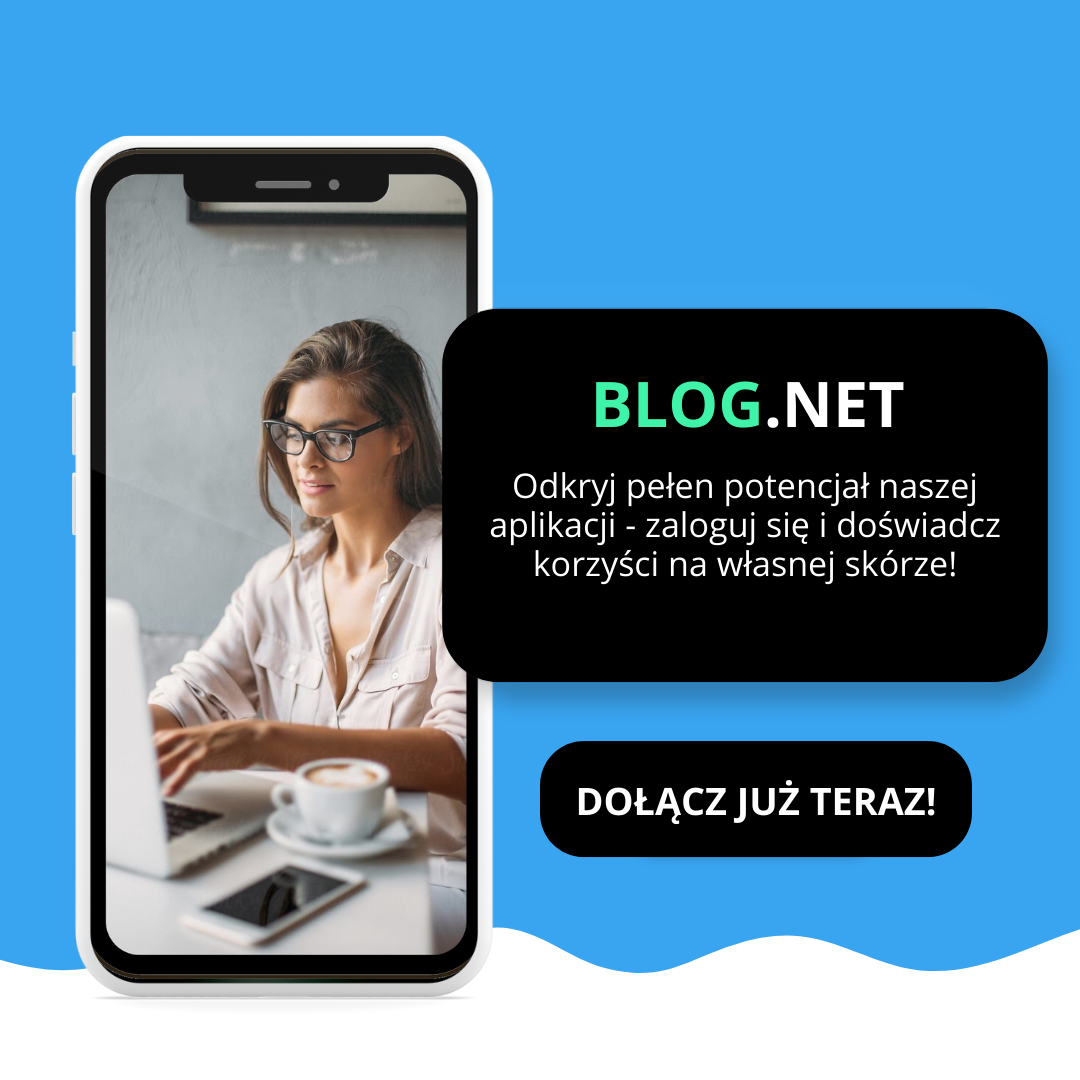 BLOG.NET
Odkryj pełen potencjał naszej
aplikacji - zaloguj się i doświadcz
korzyści na własnej skórze!
DOŁĄCZ JUŻ TERAZ!